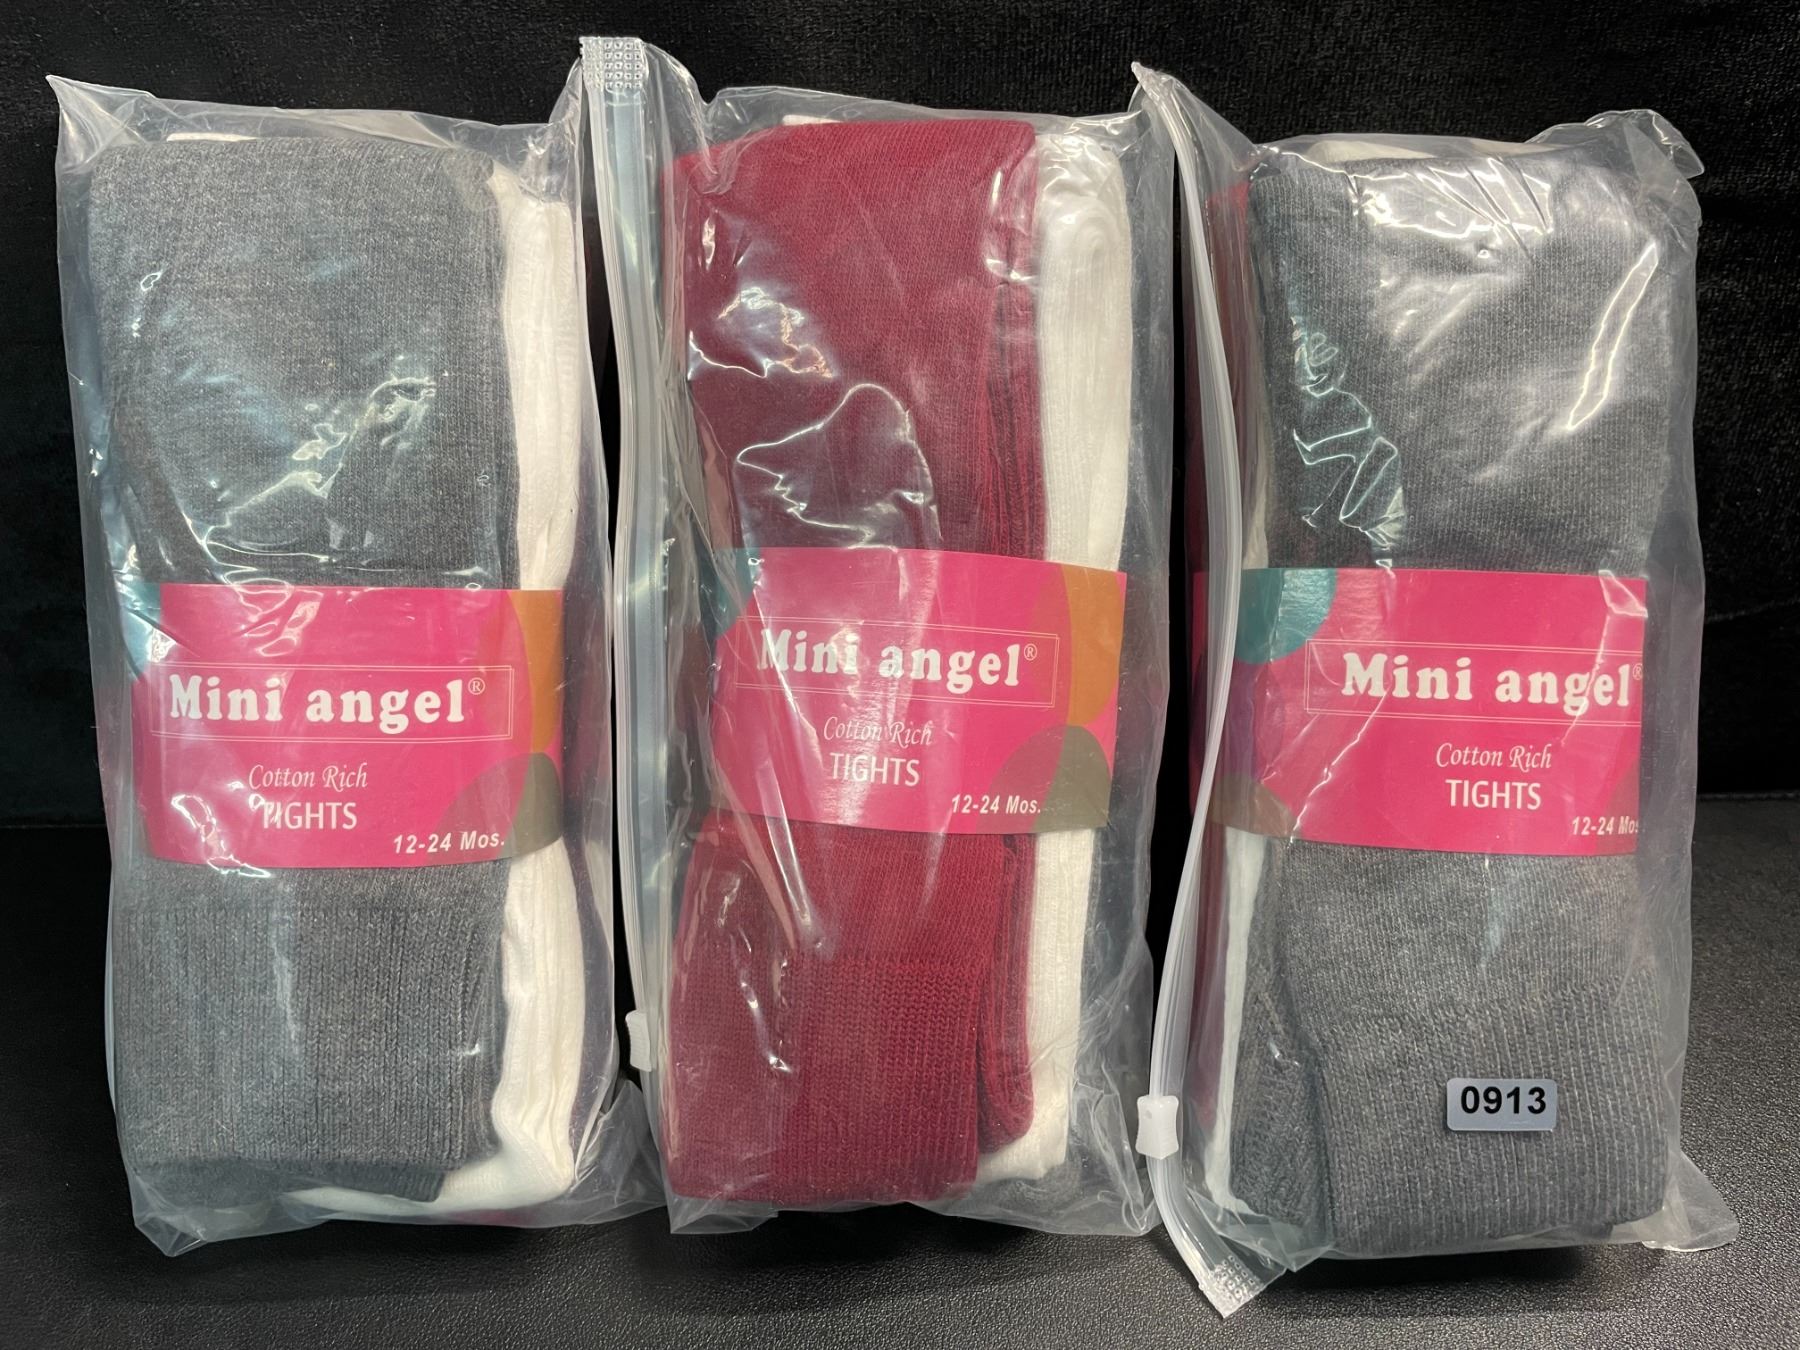 Mini angel®
Cotton Rich
TIGHTS
12-24 Mos.
Mini angel®
Cotton Rich
TIGHTS
12-24 Mos.
Mini angel®
Cotton Rich
TIGHTS
12-24 Mos
0913